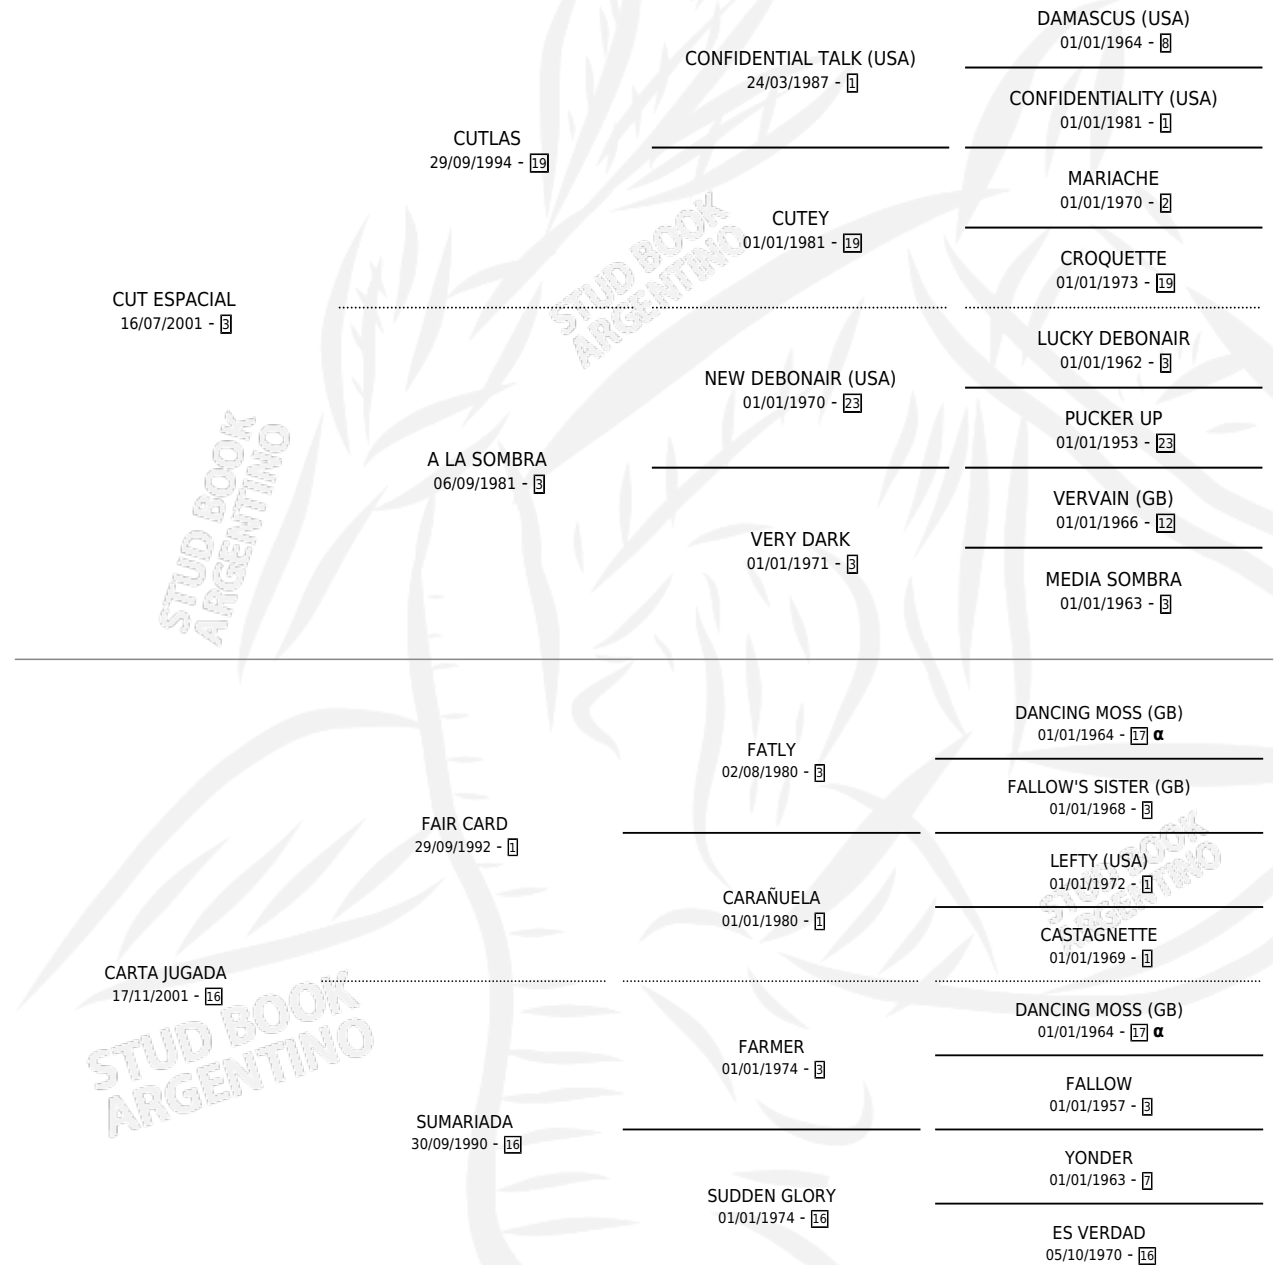 DAMASCUS (USA)
01/01/1964 - 8
CONFIDENTIAL TALK (USA)
24/03/1987 - 1
CONFIDENTIALITY (USA)
01/01/1981 - 1
CUTLAS
29/09/1994 - 19
MARIACHE
01/01/1970 - 2
CUTEY
01/01/1981 - 19
CROQUETTE
01/01/1973 - 19
CUT ESPACIAL
16/07/2001 - 3
LUCKY DEBONAIR
01/01/1962 - 3
NEW DEBONAIR (USA)
01/01/1970 - 23
PUCKER UP
01/01/1953 - 23
A LA SOMBRA
06/09/1981 - 3
VERVAIN (GB)
01/01/1966 - 12
VERY DARK
01/01/1971 - 3
MEDIA SOMBRA
01/01/1963 - 3
DANCING MOSS (GB)
01/01/1964 - 17 α
FATLY
02/08/1980 - 3
FALLOW'S SISTER (GB)
01/01/1968 - 3
FAIR CARD
29/09/1992 - 1
LEFTY (USA)
01/01/1972 - 1
CARAÑUELA
01/01/1980 - 1
CASTAGNETTE
01/01/1969 - 1
CARTA JUGADA
17/11/2001 - 16
DANCING MOSS (GB)
01/01/1964 - 17 α
FARMER
01/01/1974 - 3
FALLOW
01/01/1957 - 3
SUMARIADA
30/09/1990 - 16
YONDER
01/01/1963 - 7
SUDDEN GLORY
01/01/1974 - 16
ES VERDAD
05/10/1970 - 16
STUD BOOK
ARGENTINO
STUD BOOK
ARGENTINO
STUD BOOK
ARGENTINO
STUD BOOK
ARGENTINO